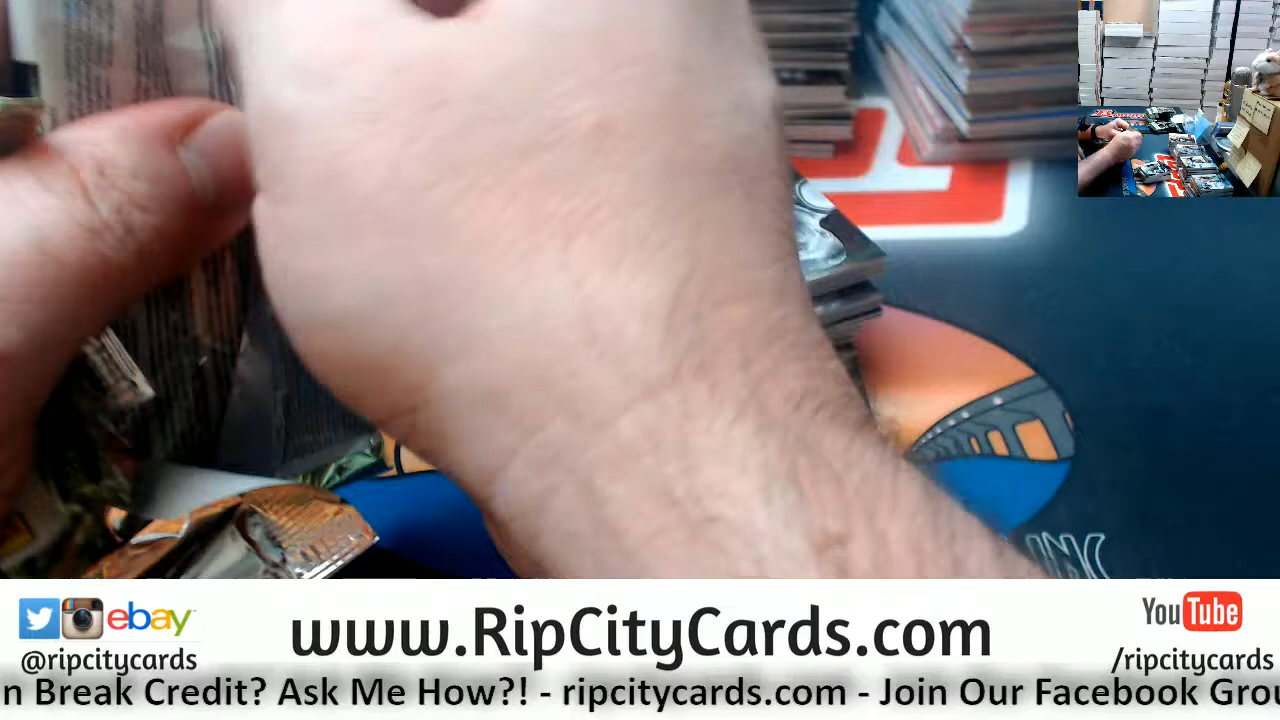 ebay
@ripcitycards
www.RipCityCards.com
YouTube
/ripcitycards
n Break Credit? Ask Me How?! - ripcitycards.com - Join Our Facebook Grou